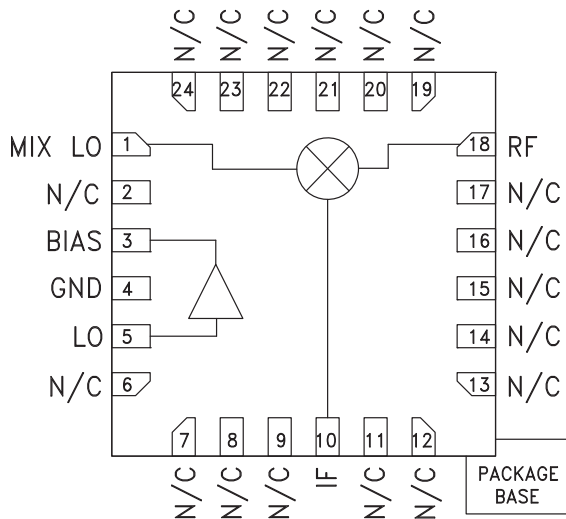 N/C N/C N/C N/C N/C N/C
24 23 22 21 20 19
MIX LO 1 18 RF
N/C 2 17 N/C
BIAS 3 16 N/C
GND 4 15 N/C
LO 5 14 N/C
N/C 6 13 N/C
7 8 9 10 11 12
N/C N/C N/C IF N/C N/C
PACKAGE
BASE